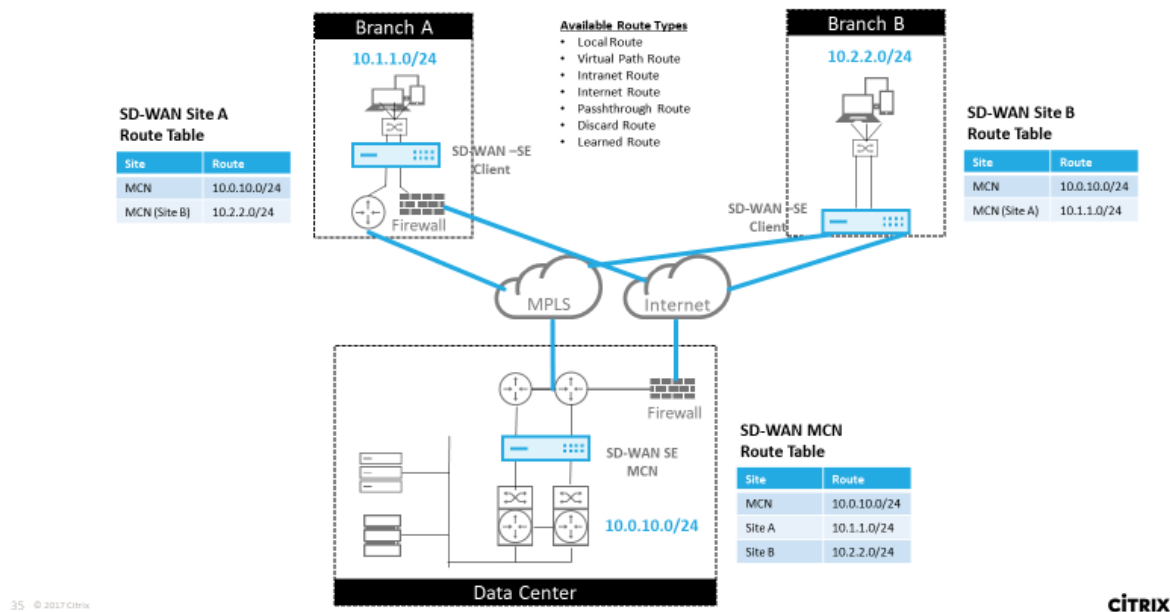 Branch A
10.1.1.0/24
SD-WAN –SE
Client
Firewall
Available Route Types
• Local Route
• Virtual Path Route
• Intranet Route
• Internet Route
• Passhthrough Route
• Discard Route
• Learned Route
Branch B
10.2.2.0/24
SD-WAN –SE
Client
SD-WAN Site A
Route Table
Site Route
MCN 10.0.10.0/24
MCN (Site B) 10.2.2.0/24
SD-WAN Site B
Route Table
Site Route
MCN 10.0.10.0/24
MCN (Site A) 10.1.1.0/24
MPLS
Internet
Firewall
SD-WAN SE
MCN
10.0.10.0/24
Data Center
SD-WAN MCN
Route Table
Site Route
MCN 10.0.10.0/24
Site A 10.1.1.0/24
Site B 10.2.2.0/24
35 © 2017 Citrix
CİTRIX